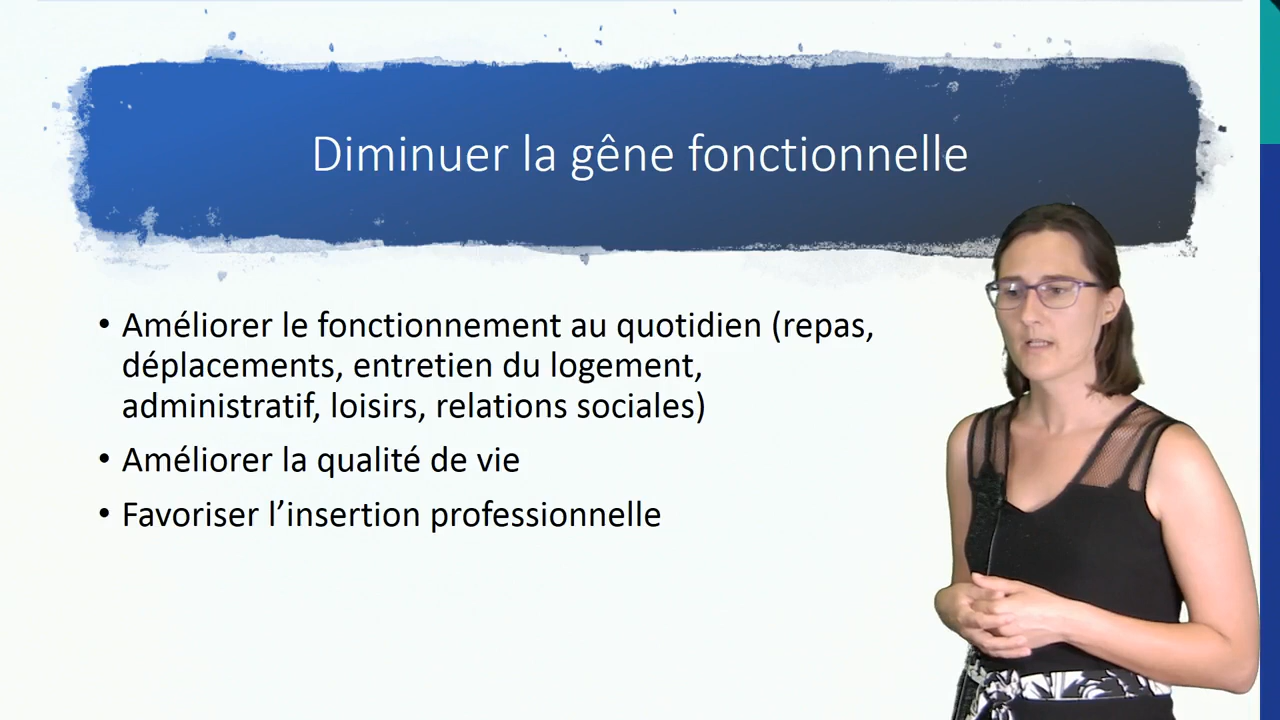 Diminuer la gêne fonctionnelle
• Améliorer le fonctionnement au quotidien (repas,
déplacements, entretien du logement,
administratif, loisirs, relations sociales)
• Améliorer la qualité de vie
• Favoriser l’insertion professionnelle